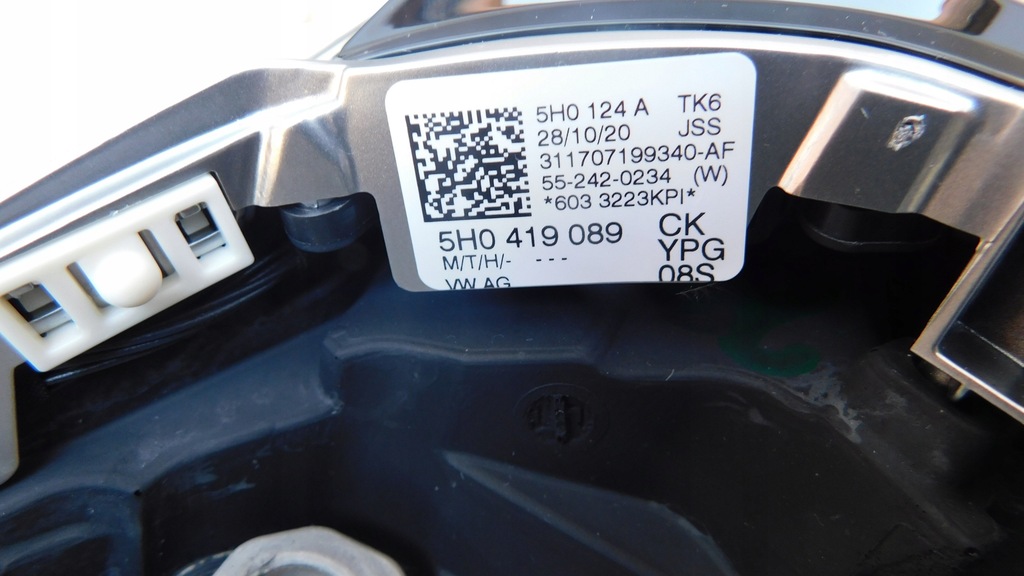 5H0 124 A TK6
28/10/20 JSS
311707199340-AF
55-242-0234 (W)
*603 3223KPI*
5H0 419 089 CK
M/T/H/- --- YPG
VW AG 08S